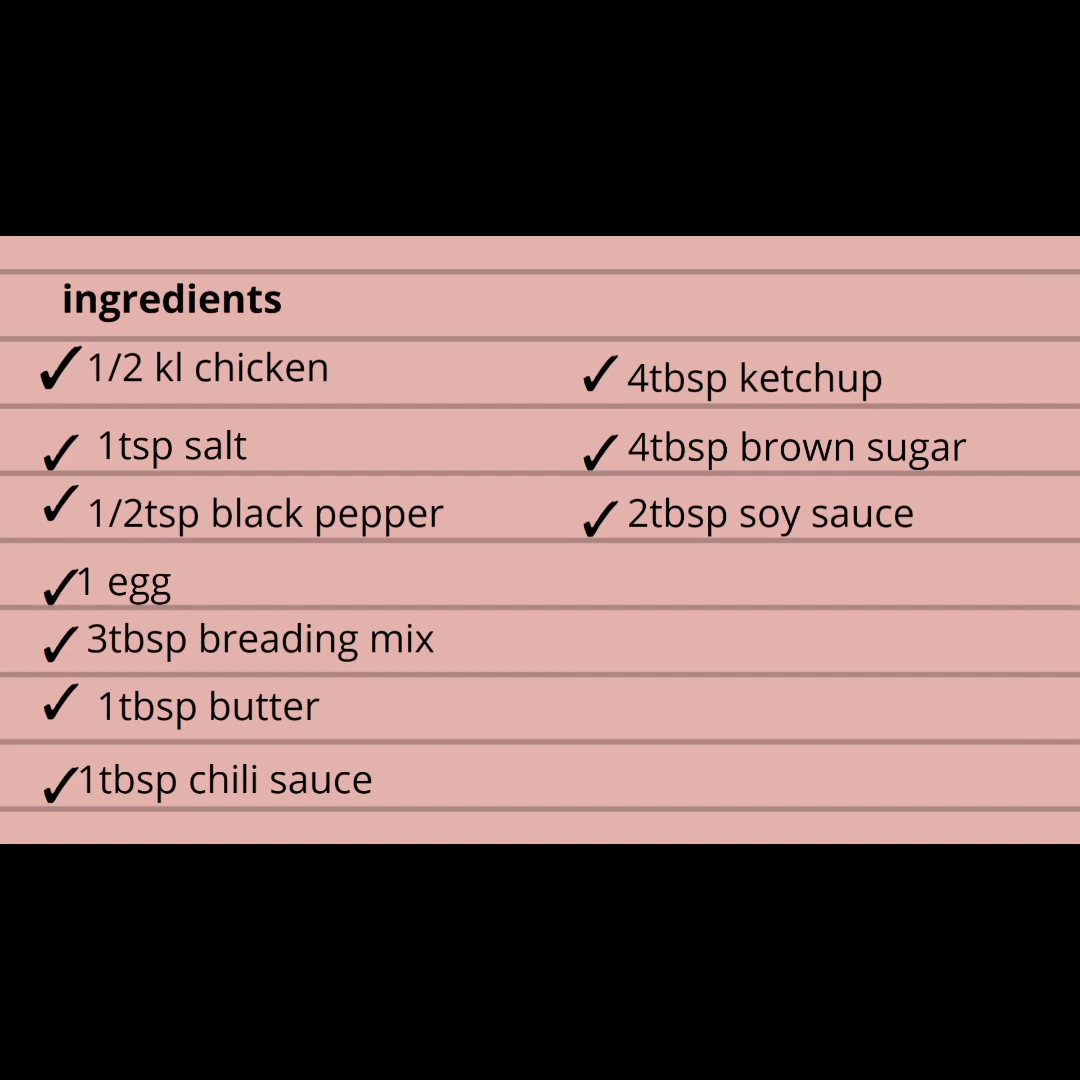 ingredients
✓1/2 kl chicken
✓ 1tsp salt
✓1/2tsp black pepper
✓1 egg
✓3tbsp breading mix
✓ 1tbsp butter
✓1tbsp chili sauce
✓4tbsp ketchup
✓4tbsp brown sugar
✓2tbsp soy sauce